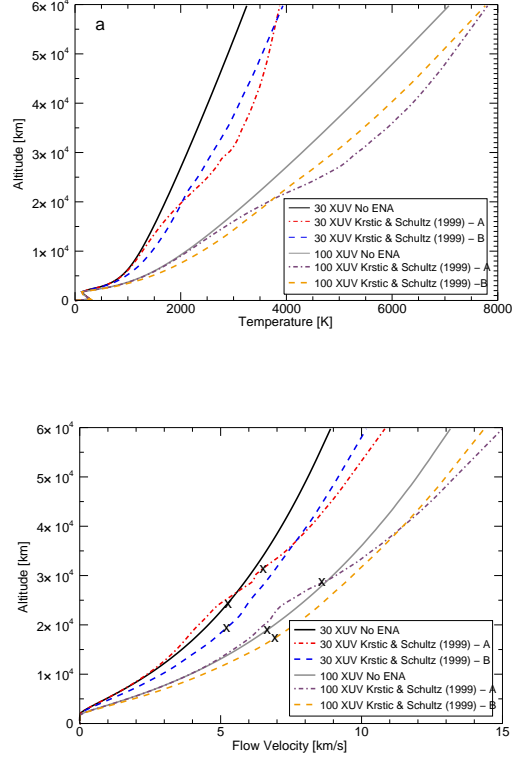 a
6× 10⁴
5× 10⁴
4× 10⁴
3× 10⁴
2× 10⁴
1× 10⁴
0
Altitude [km]
30 XUV No ENA
30 XUV Krstic & Schultz (1999) – A
30 XUV Krstic & Schultz (1999) – B
100 XUV No ENA
100 XUV Krstic & Schultz (1999) – A
100 XUV Krstic & Schultz (1999) –B
0 2000 4000 6000 8000
Temperature [K]
6× 10⁴
5× 10⁴
4× 10⁴
3× 10⁴
2× 10⁴
1× 10⁴
0
Altitude [km]
x
x
x
x
x
x
30 XUV No ENA
30 XUV Krstic & Schultz (1999) – A
30 XUV Krstic & Schultz (1999) – B
100 XUV No ENA
100 XUV Krstic & Schultz (1999) – A
100 XUV Krstic & Schultz (1999) – B
0 5 10 15
Flow Velocity [km/s]